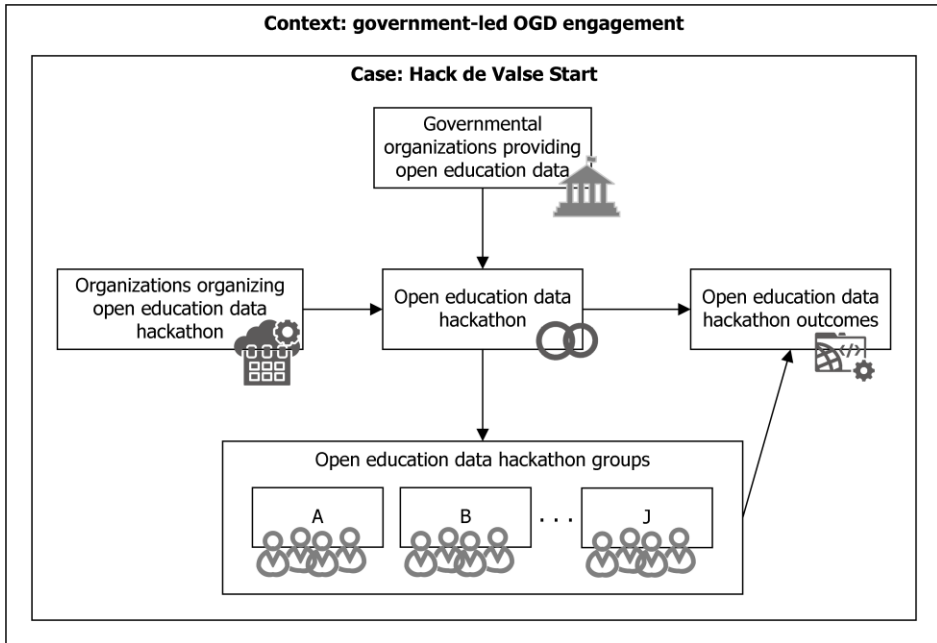 Context: government-led OGD engagement
Case: Hack de Valse Start
Governmental
organizations providing
open education data
Organizations organizing
open education data
hackathon
Open education data
hackathon
Open education data
hackathon outcomes
Open education data hackathon groups
A
B
...
J